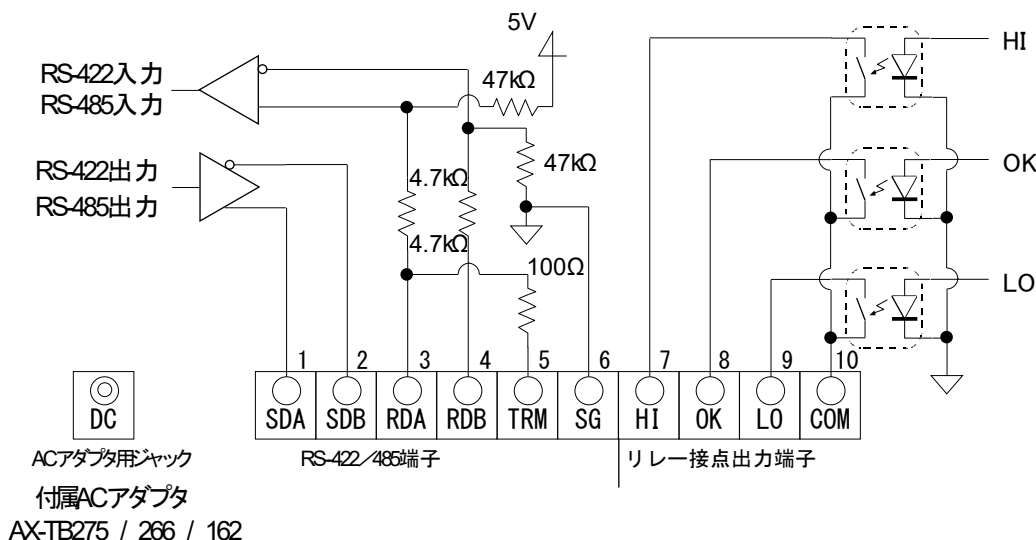 5V
HI
RS-422入力
47kΩ
RS-485入力
RS-422出力
47kΩ
OK
4.7kΩ
RS-485出力
4.7kΩ
100Ω
LO
1 2 3 4 5 6 7 8 9 10
DC SDA SDB RDA RDB TRM SG HI OK LO COM
ACアダプタ用ジャック
RS-422／485端子
リレー接点出力端子
付属ACアダプタ
AX-TB275 / 266 / 162